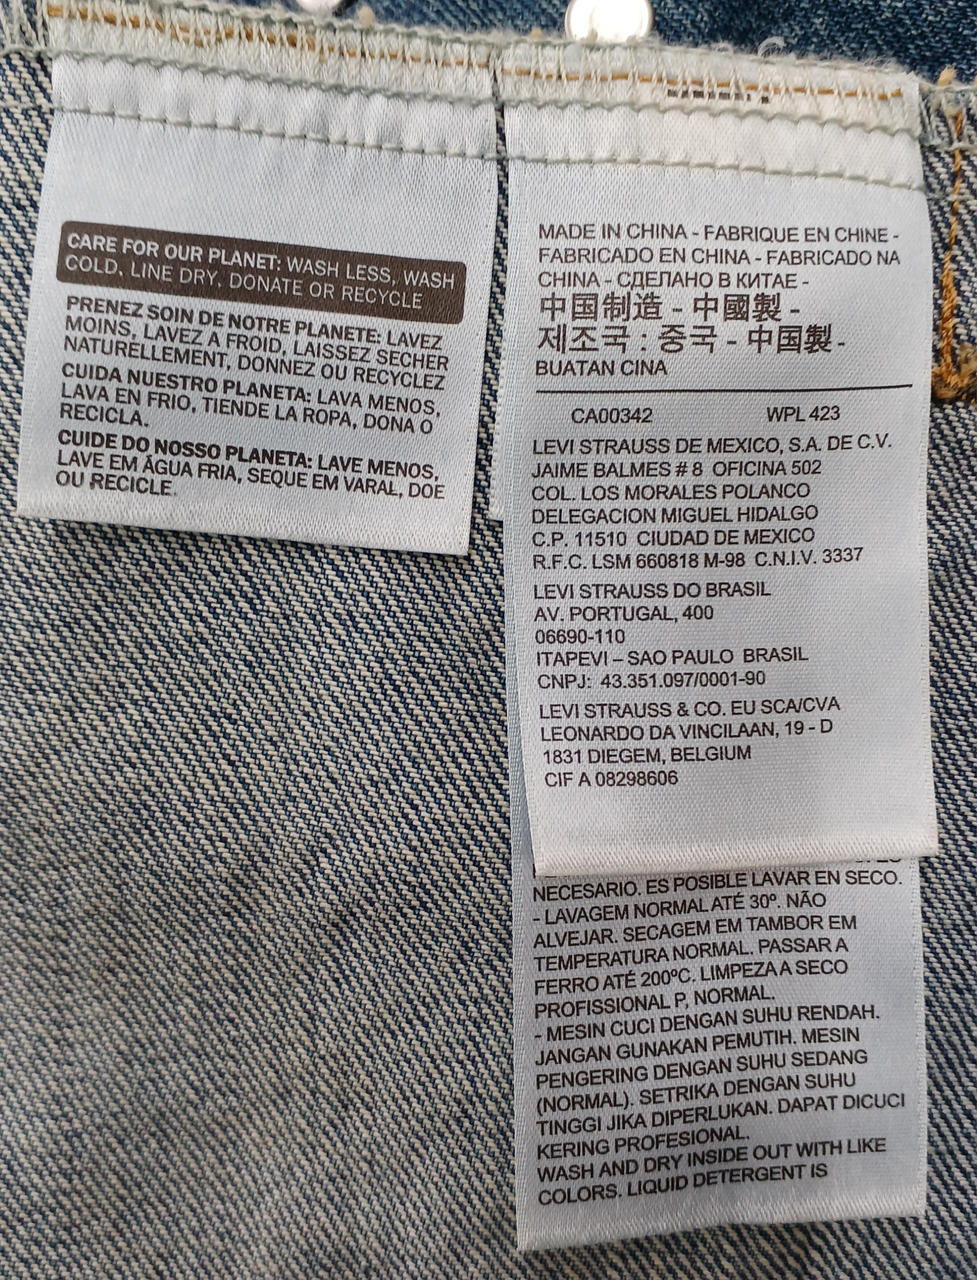 CARE FOR OUR PLANET: WASH LESS, WASH
COLD, LINE DRY, DONATE OR RECYCLE
PRENEZ SOIN DE NOTRE PLANETE: LAVEZ
MOINS, LAVEZ A FROID, LAISSEZ SECHER
NATURELLEMENT, DONNEZ OU RECYCLEZ
CUIDA NUESTRO PLANETA: LAVA MENOS,
LAVA EN FRIO, TIENDE LA ROPA, DONA O
RECICLA.
CUIDE DO NOSSO PLANETA: LAVE MENOS,
LAVE EM ÁGUA FRIA, SEQUE EM VARAL, DOE
OU RECICLE.
MADE IN CHINA - FABRIQUE EN CHINE -
FABRICADO EN CHINA - FABRICADO NA
CHINA - СДЕЛАНО В КИТАЕ -
中国制造 - 中國製 -
제조국 : 중국 - 中国製 -
BUATAN CINA
CA00342 WPL 423
LEVI STRAUSS DE MEXICO, S.A. DE C.V.
JAIME BALMES # 8 OFICINA 502
COL. LOS MORALES POLANCO
DELEGACION MIGUEL HIDALGO
C.P. 11510 CIUDAD DE MEXICO
R.F.C. LSM 660818 M-98 C.N.I.V. 3337
LEVI STRAUSS DO BRASIL
AV. PORTUGAL, 400
06690-110
ITAPEVI – SAO PAULO BRASIL
CNPJ: 43.351.097/0001-90
LEVI STRAUSS & CO. EU SCA/CVA
LEONARDO DA VINCILAAN, 19 - D
1831 DIEGEM, BELGIUM
CIF A 08298606
NECESARIO. ES POSIBLE LAVAR EN SECO.
- LAVAGEM NORMAL ATÉ 30º. NÃO
ALVEJAR. SECAGEM EM TAMBOR EM
TEMPERATURA NORMAL. PASSAR A
FERRO ATÉ 200ºC. LIMPEZA A SECO
PROFISSIONAL P, NORMAL.
- MESIN CUCI DENGAN SUHU RENDAH.
JANGAN GUNAKAN PEMUTIH. MESIN
PENGERING DENGAN SUHU SEDANG
(NORMAL). SETRIKA DENGAN SUHU
TINGGI JIKA DIPERLUKAN. DAPAT DICUCI
KERING PROFESIONAL.
WASH AND DRY INSIDE OUT WITH LIKE
COLORS. LIQUID DETERGENT IS